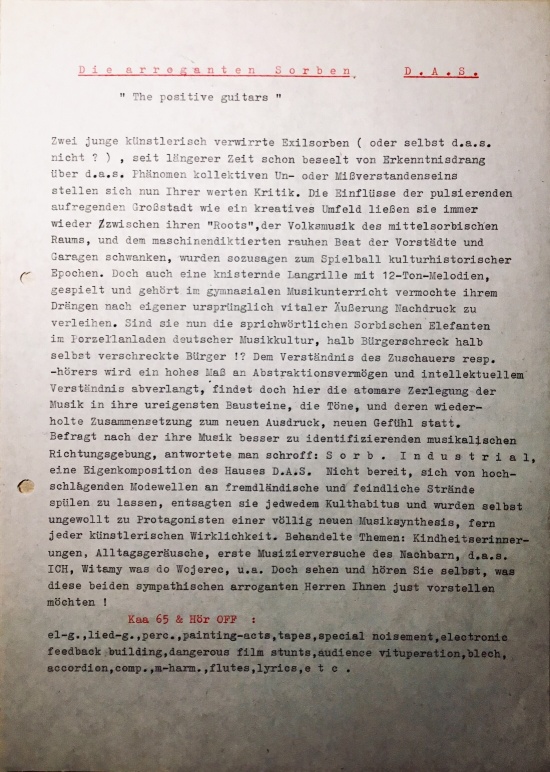 Die arroganten Sorben, D.A.S.
" The positive guitars "
Zwei junge künstlerisch verwirrte Exilsorben ( oder selbst d.a.s.
nicht ? ) , seit längerer Zeit schon beseelt von Erkenntnisdrang
über d.a.s. Phänomen kollektiven Un- oder Mißverstandenseins
stellen sich nun Ihrer werten Kritik. Die Einflüsse der pulsierenden
aufregenden Großstadt wie ein kreatives Umfeld ließen sie immer
wieder zwischen ihren "Roots",der Volksmusik des mittelsorbischen
Raums, und dem maschinendiktierten rauhen Beat der Vorstädte und
Garagen schwanken, wurden sozusagen zum Spielball kulturhistorischer
Epochen. Doch auch eine knisternde Langrille mit 12-Ton-Melodien,
gespielt und gehört im gymnasialen Musikunterricht vermochte ihrem
Drängen nach eigener ursprünglich vitaler Äußerung Nachdruck zu
verleihen. Sind sie nun die sprichwörtlichen Sorbischen Elefanten
im Porzellanladen deutscher Musikkultur, halb Bürgerschreck halb
selbst verschreckte Bürger !? Dem Verständnis des Zuschauers resp.
-hörers wird ein hohes Maß an Abstraktionsvermögen und intellektuellem
Verständnis abverlangt, findet doch hier die atomare Zerlegung der
Musik in ihre ureigensten Bausteine, die Töne, und deren wieder-
holte Zusammensetzung zum neuen Ausdruck, neuen Gefühl statt.
Befragt nach der ihre Musik besser zu identifizierenden musikalischen
Richtungsgebung, antwortete man schroff: S o r b . I n d u s t r i a l,
eine Eigenkomposition des Hauses D.A.S. Nicht bereit, sich von hoch-
schlagenden Modewellen an fremdländische und feindliche Strände
spülen zu lassen, entsagten sie jedwedem Kulthabitus und wurden selbst
ungewollt zu Protagonisten einer völlig neuen Musiksynthesis, fern
jeder künstlerischen Wirklichkeit. Behandelte Themen: Kindheitserinner-
ungen, Alltagsgeräusche, erste Musizierversuche des Nachbarn, d.a.s.
ICH, Witamy was do Wojerec, u.a. Doch sehen und hören Sie selbst, was
diese beiden sympathischen arroganten Herren Ihnen just vorstellen
möchten !
Kaa 65 & Hör OFF :
el-g.,lied-g.,perc.,painting-acts,tapes,special noisement,electronic
feedback building,dangerous film stunts,audience vituperation,blech,
accordion,comp.,m-harm.,flutes,lyrics,e t c .